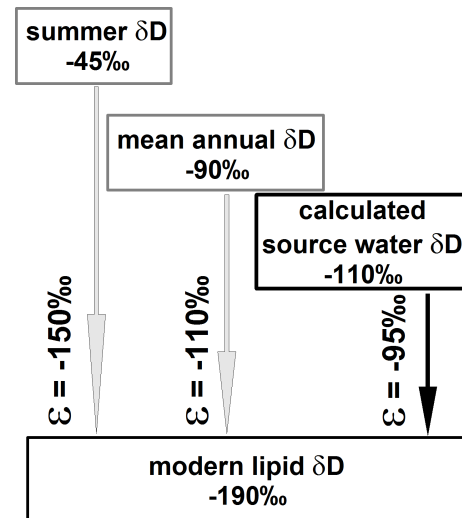 summer δD
-45‰
mean annual δD
-90‰
calculated
source water δD
-110‰
ε = -150‰
ε = -110‰
ε = -95‰
modern lipid δD
-190‰